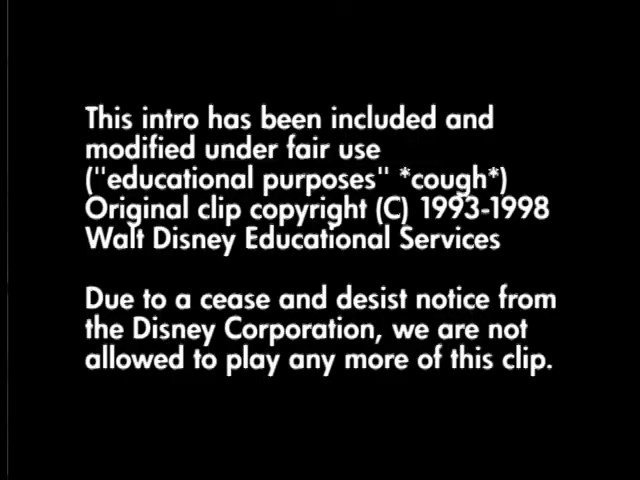 This intro has been included and
modified under fair use
("educational purposes" *cough*)
Original clip copyright (C) 1993-1998
Walt Disney Educational Services
Due to a cease and desist notice from
the Disney Corporation, we are not
allowed to play any more of this clip.